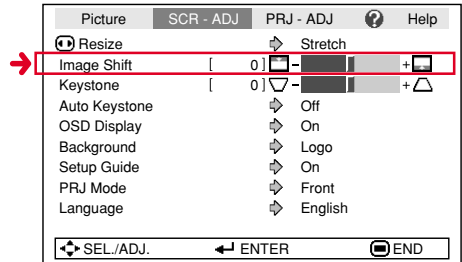 Picture SCR - ADJ PRJ - ADJ ? Help
Resize Stretch
Image Shift [ 0 ] - +
Keystone [ 0 ] - +
Auto Keystone Off
OSD Display On
Background Logo
Setup Guide On
PRJ Mode Front
Language English
SEL./ADJ. ENTER END